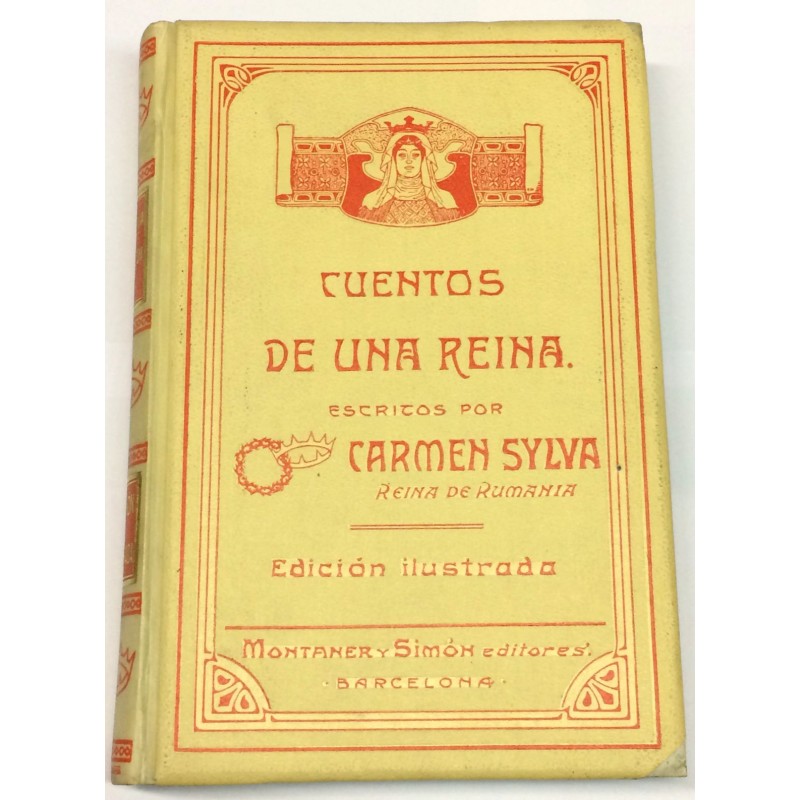 CUENTOS
DE UNA REINA.
ESCRITOS POR
CARMEN SYLVA
REINA DE RUMANIA
Edición ilustrada
MONTANER Y SIMÓN editores.
· BARCELONA ·